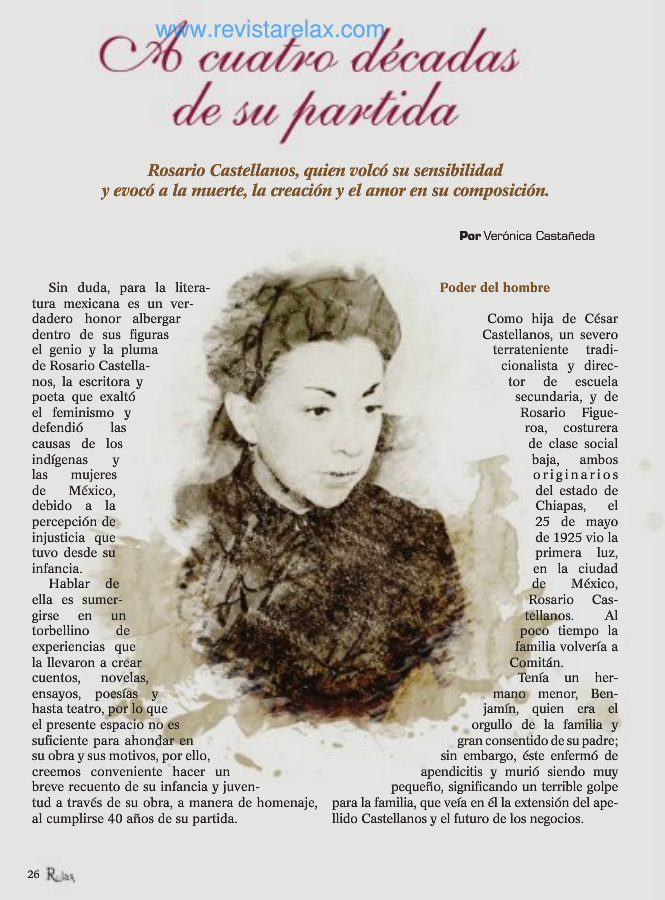 www.revistarelax.com
A cuatro décadas
de su partida
Rosario Castellanos, quien volcó su sensibilidad
y evocó a la muerte, la creación y el amor en su composición.
Por Verónica Castañeda
Sin duda, para la litera-
tura mexicana es un ver-
dadero honor albergar
dentro de sus figuras
el genio y la pluma
de Rosario Castella-
nos, la escritora y
poeta que exaltó
el feminismo y
defendió las
causas de los
indígenas y
las mujeres
de México,
debido a la
percepción de
injusticia que
tuvo desde su
infancia.
Hablar de
ella es sumer-
girse en un
torbellino de
experiencias que
la llevaron a crear
cuentos, novelas,
ensayos, poesías y
hasta teatro, por lo que
el presente espacio no es
suficiente para ahondar en
su obra y sus motivos, por ello,
creemos conveniente hacer un
breve recuento de su infancia y juven-
tud a través de su obra, a manera de homenaje,
al cumplirse 40 años de su partida.
Poder del hombre
Como hija de César
Castellanos, un severo
terrateniente tradi-
cionalista y direc-
tor de escuela
secundaria, y de
Rosario Figue-
roa, costurera
de clase social
baja, ambos
originarios
del estado de
Chiapas, el
25 de mayo
de 1925 vio la
primera luz,
en la ciudad
de México,
Rosario Cas-
tellanos. Al
poco tiempo la
familia volvería a
Comitán.
Tenía un her-
mano menor, Ben-
jamín, quien era el
orgullo de la familia y
gran consentido de su padre;
sin embargo, éste enfermó de
apendicitis y murió siendo muy
pequeño, significando un terrible golpe
para la familia, que veía en él la extensión del ape-
llido Castellanos y el futuro de los negocios.
26 Relax